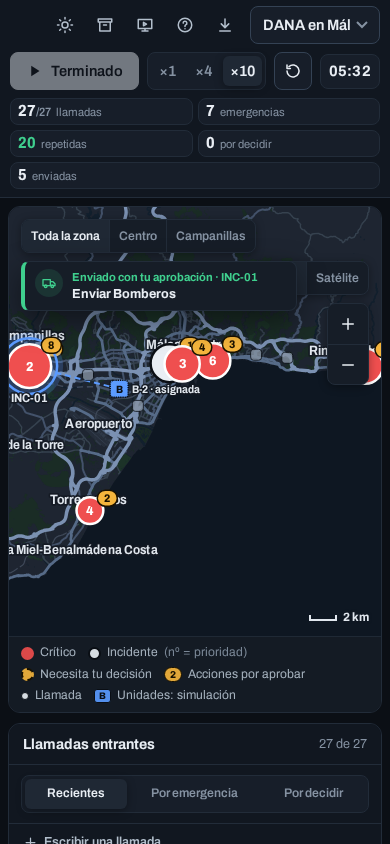 DANA en Mál
Terminado
×1 ×4 ×10
05:32
27/27 llamadas
7 emergencias
20 repetidas
0 por decidir
5 enviadas
Toda la zona Centro Campanillas
Enviado con tu aprobación · INC-01
Enviar Bomberos
Satélite
+
−
mpanillas
8
2
INC-01
4
3
3
6
Rin
B
B-2 · asignada
Aeropuerto
de la Torre
2
4
a Miel-Benalmádena Costa
2 km
Crítico
Incidente (nº = prioridad)
Necesita tu decisión
2 Acciones por aprobar
Llamada
B Unidades: simulación
Llamadas entrantes
27 de 27
Recientes Por emergencia Por decidir
+ Escribir una llamada